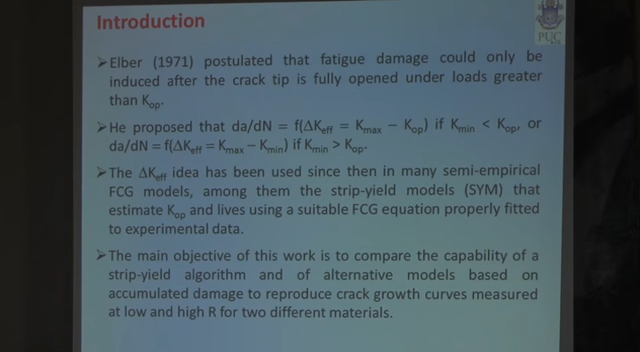 Introduction
PUC
➤Elber (1971) postulated that fatigue damage could only be
induced after the crack tip is fully opened under loads greater
than Kop.
➤He proposed that da/dN = f(ΔKeff = Kmax − Kop) if Kmin < Kop, or
da/dN = f(ΔKeff = Kmax − Kmin) if Kmin > Kop.
➤The ΔKeff idea has been used since then in many semi-empirical
FCG models, among them the strip-yield models (SYM) that
estimate Kop and lives using a suitable FCG equation properly fitted
to experimental data.
➤The main objective of this work is to compare the capability of a
strip-yield algorithm and of alternative models based on
accumulated damage to reproduce crack growth curves measured
at low and high R for two different materials.